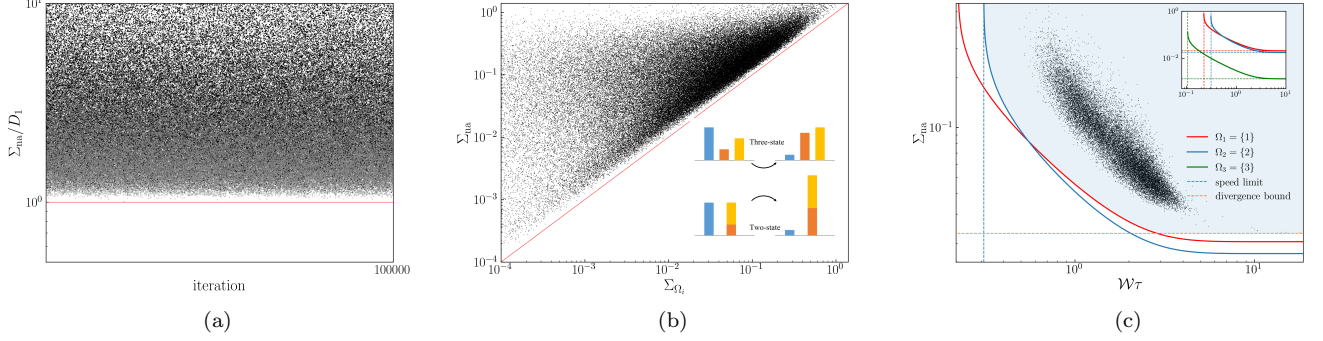 10¹
Σna/D₁
10⁰
100000
iteration
(a)
10⁰
10⁻¹
Σna
10⁻²
10⁻³
10⁻⁴
Three-state
Two-state
10⁻⁴
10⁻³
10⁻²
10⁻¹
10⁰
ΣΩᵢ
(b)
Σna
10⁻¹
10⁰
10⁻²
10⁻¹
10⁰
10¹
Ω₁ = {1}
Ω₂ = {2}
Ω₃ = {3}
speed limit
divergence bound
10⁰
10¹
𝒲τ
(c)